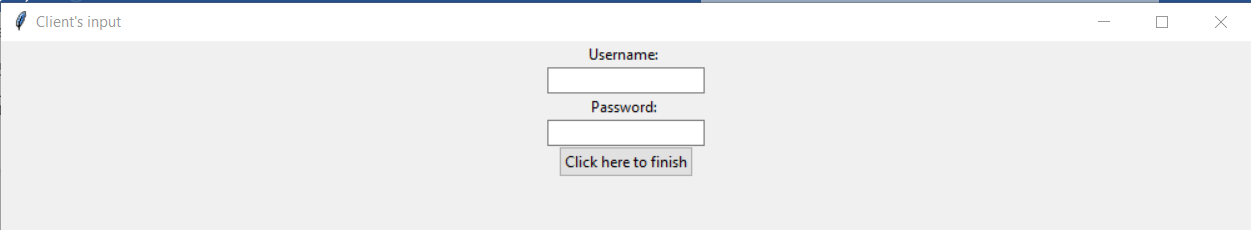 Client's input
Username:
Password:
Click here to finish